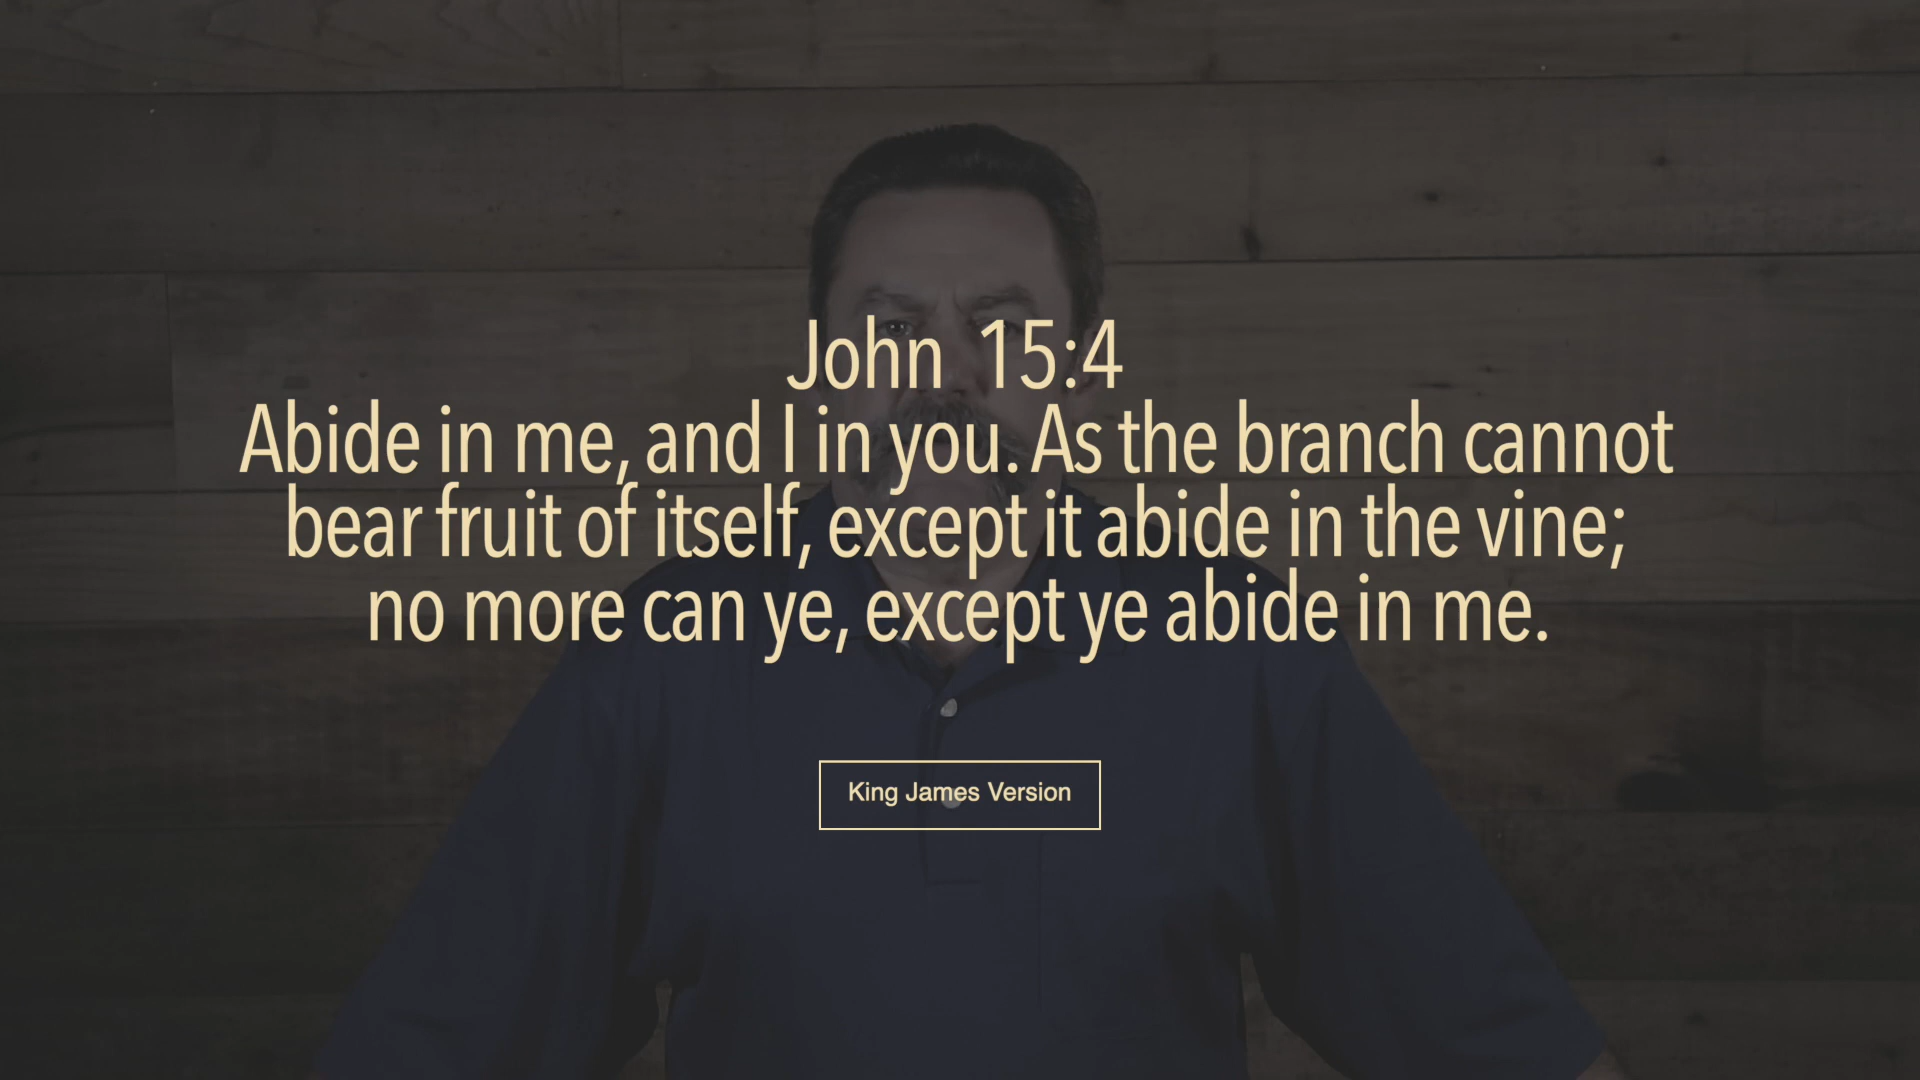 John 15:4
Abide in me, and I in you. As the branch cannot
bear fruit of itself, except it abide in the vine;
no more can ye, except ye abide in me.
King James Version